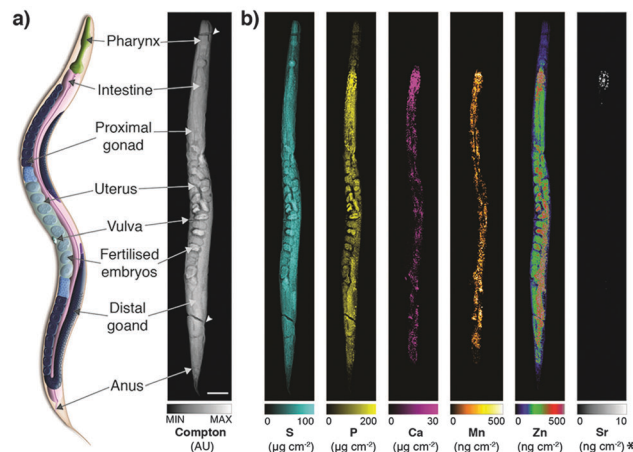 a)
b)
Pharynx
Intestine
Proximal
gonad
Uterus
Vulva
Fertilised
embryos
Distal
goand
Anus
MIN MAX
Compton
(AU)
0 100
S
(µg cm-2)
0 200
P
(µg cm-2)
0 30
Ca
(µg cm-2)
0 500
Mn
(ng cm-2)
0 500
Zn
(ng cm-2)
Sr
(ng cm-2) *